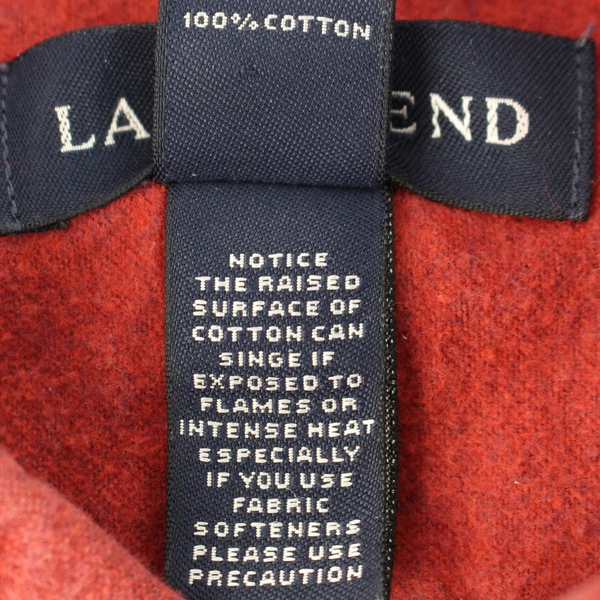 100% COTTON
LA END
NOTICE
THE RAISED
SURFACE OF
COTTON CAN
SINGE IF
EXPOSED TO
FLAMES OR
INTENSE HEAT
ESPECIALLY
IF YOU USE
FABRIC
SOFTENERS
PLEASE USE
PRECAUTION